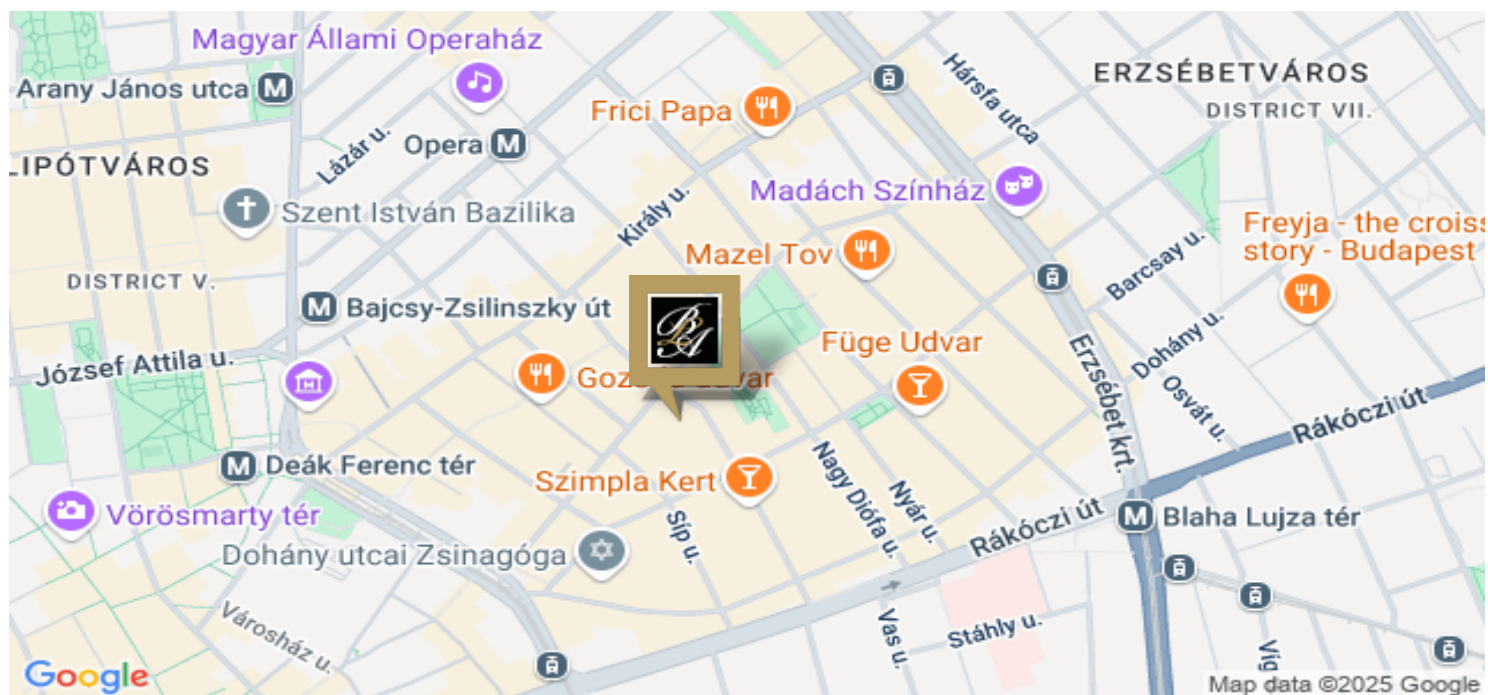 Magyar Állami Operaház
Arany János utca
M
Opera
M
Frici Papa
Hársfa utca
ERZSÉBETVÁROS
DISTRICT VII.
LIPÓTVÁROS
Lázár u.
Szent István Bazilika
Király u.
Madách Színház
Mazel Tov
Barcsay u.
Freyja - the croiss
story - Budapest
DISTRICT V.
M
Bajcsy-Zsilinszky út
József Attila u.
Füge Udvar
Erzsébet krt.
Dohány u.
Osvát u.
Rákóczi út
M
Deák Ferenc tér
Szimpla Kert
Nagy Diófa u.
Nyár u.
Vörösmarty tér
Síp u.
Rákóczi út
M
Blaha Lujza tér
Dohány utcai Zsinagóga
Városház u.
Vas u.
Stáhly u.
Google
Map data ©2025 Google